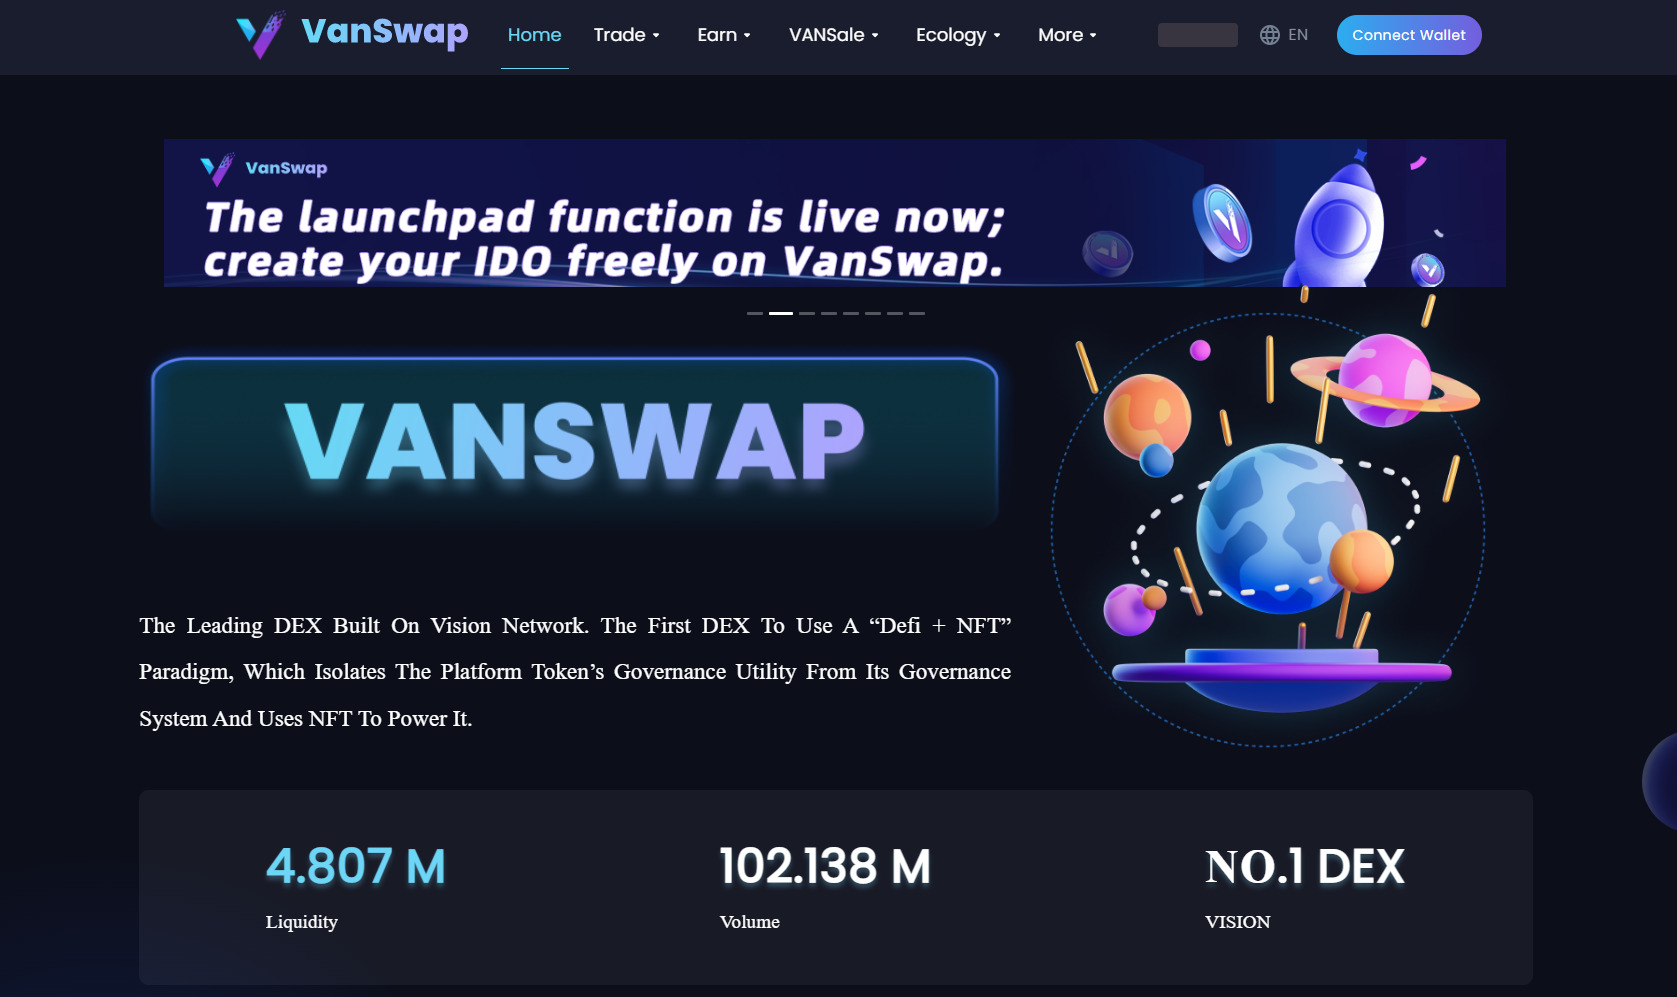 VanSwap
Home Trade Earn VANSale Ecology More EN Connect Wallet
VanSwap
The launchpad function is live now;
create your IDO freely on VanSwap.
VANSWAP
The Leading DEX Built On Vision Network. The First DEX To Use A “Defi + NFT”
Paradigm, Which Isolates The Platform Token’s Governance Utility From Its Governance
System And Uses NFT To Power It.
4.807 M 102.138 M NO.1 DEX
Liquidity Volume VISION